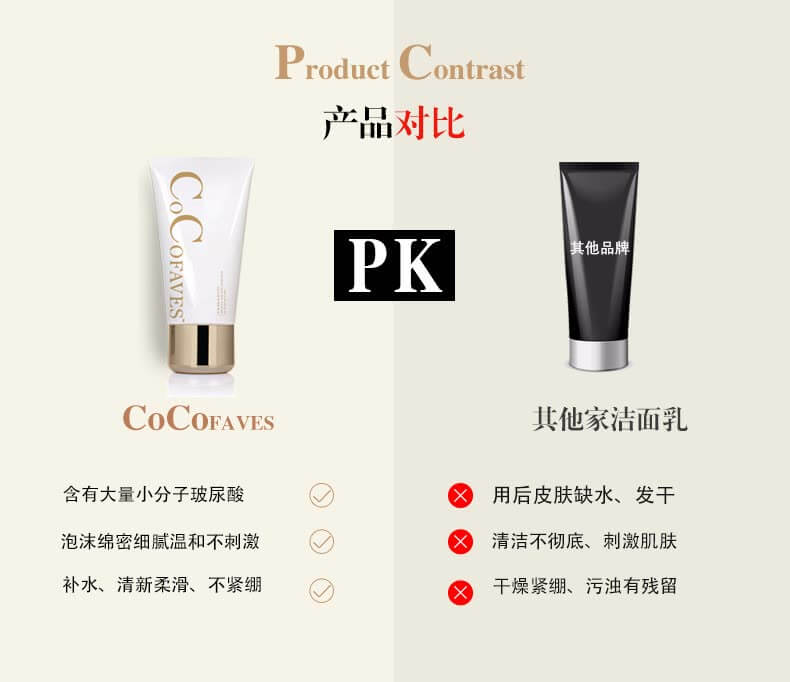 Product Contrast
产品对比
COCOFAVES
其他品牌
PK
COCOFAVES
其他家洁面乳
含有大量小分子玻尿酸
用后皮肤缺水、发干
泡沫绵密细腻温和不刺激
清洁不彻底、刺激肌肤
补水、清新柔滑、不紧绷
干燥紧绷、污浊有残留